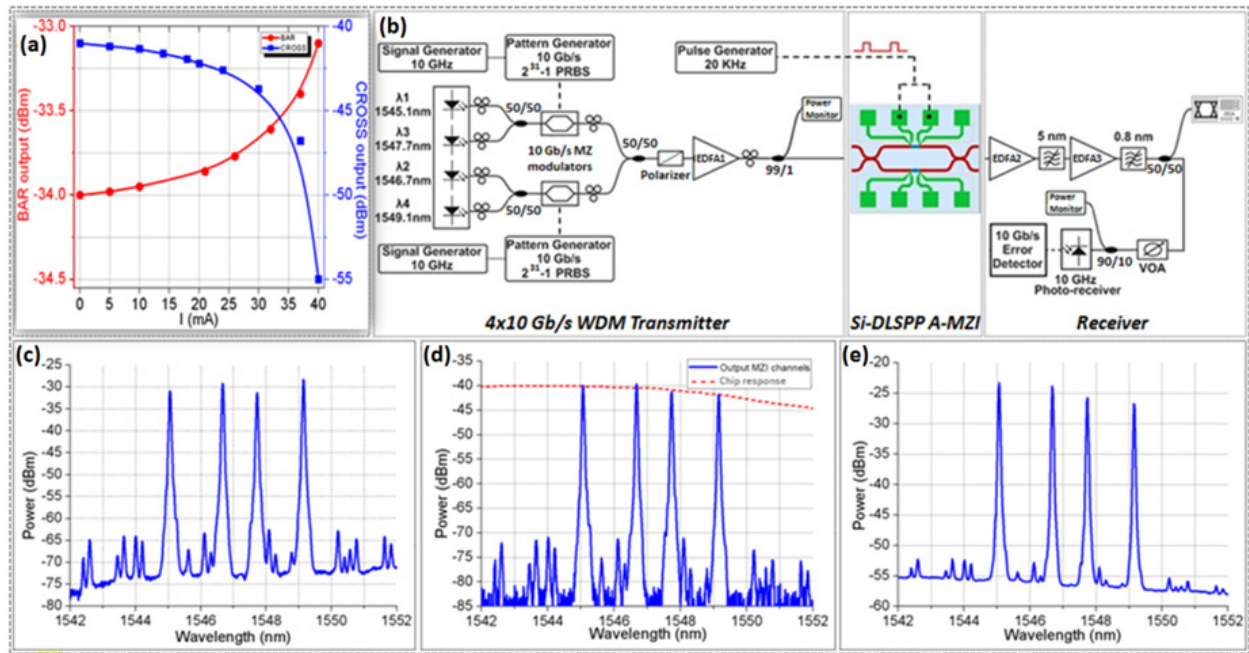 (a)
-33.0
-33.5
-34.0
-34.5
BAR output (dBm)
BAR
CROSS
-40
-45
-50
-55
CROSS output (dBm)
0 5 10 15 20 25 30 35 40
I (mA)
(b)
Signal Generator
10 GHz
Pattern Generator
10 Gb/s
2³¹-1 PRBS
Pulse Generator
20 KHz
λ1
1545.1nm
λ3
1547.7nm
λ2
1546.7nm
λ4
1549.1nm
50/50
50/50
10 Gb/s MZ
modulators
50/50
Polarizer
EDFA1
99/1
Power
Monitor
Signal Generator
10 GHz
Pattern Generator
10 Gb/s
2³¹-1 PRBS
EDFA2
5 nm
EDFA3
0.8 nm
50/50
Power
Monitor
10 Gb/s
Error
Detector
10 GHz
Photo-receiver
90/10
VOA
4x10 Gb/s WDM Transmitter
Si-DLSPP A-MZI
Receiver
(c)
-25
-30
-35
-40
-45
-50
-55
-60
-65
-70
-75
-80
Power (dBm)
1542 1544 1546 1548 1550 1552
Wavelength (nm)
(d)
-35
-40
-45
-50
-55
-60
-65
-70
-75
-80
-85
Power (dBm)
Output MZI channels
Chip response
1542 1544 1546 1548 1550 1552
Wavelength (nm)
(e)
-20
-25
-30
-35
-40
-45
-50
-55
-60
Power (dBm)
1542 1544 1546 1548 1550 1552
Wavelength (nm)